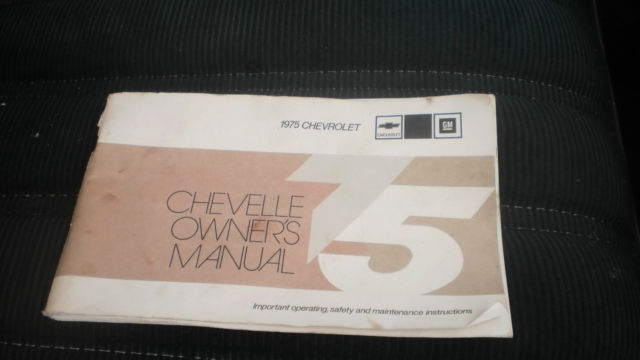 1975 CHEVROLET
CHEVROLET
GM
75
CHEVELLE
OWNER'S
MANUAL
Important operating, safety and maintenance instructions